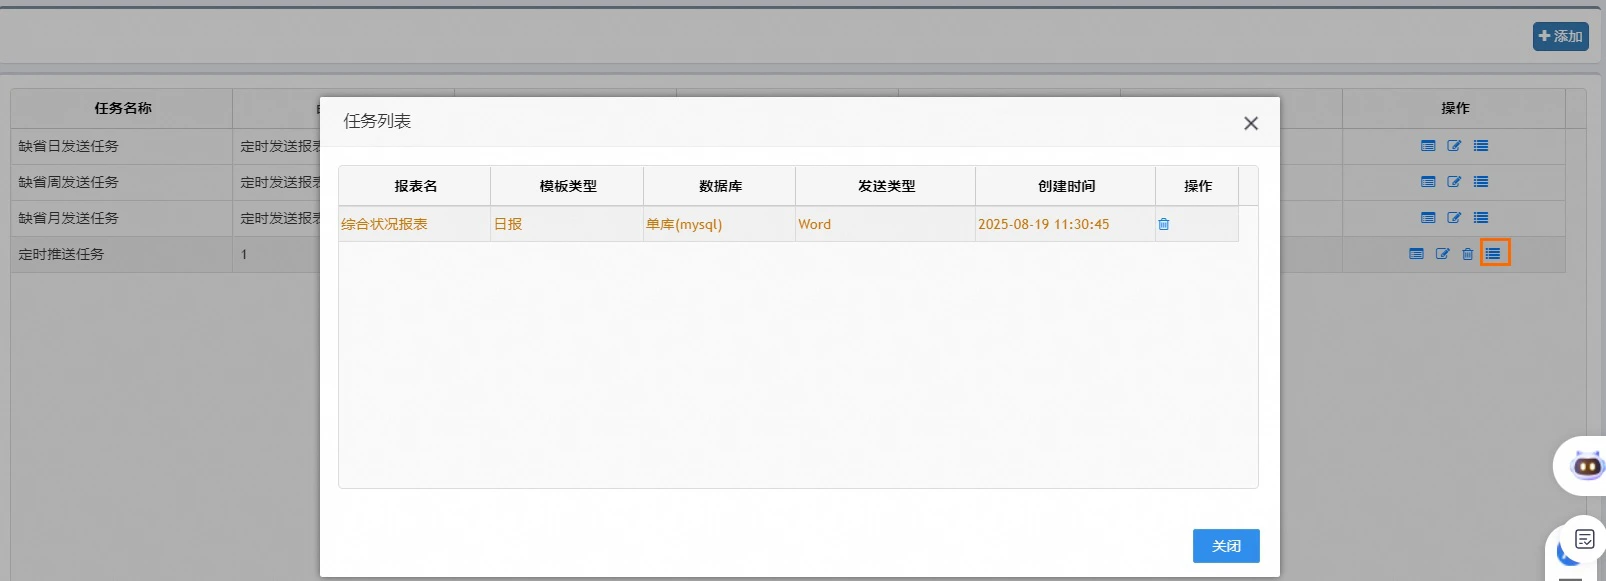 添加
任务名称
操作
缺省日发送任务
定时发送报表
缺省周发送任务
定时发送报表
缺省月发送任务
定时发送报表
定时推送任务
1
任务列表
报表名 模板类型 数据库 发送类型 创建时间 操作
综合状况报表 日报 单库(mysql) Word 2025-08-19 11:30:45
关闭